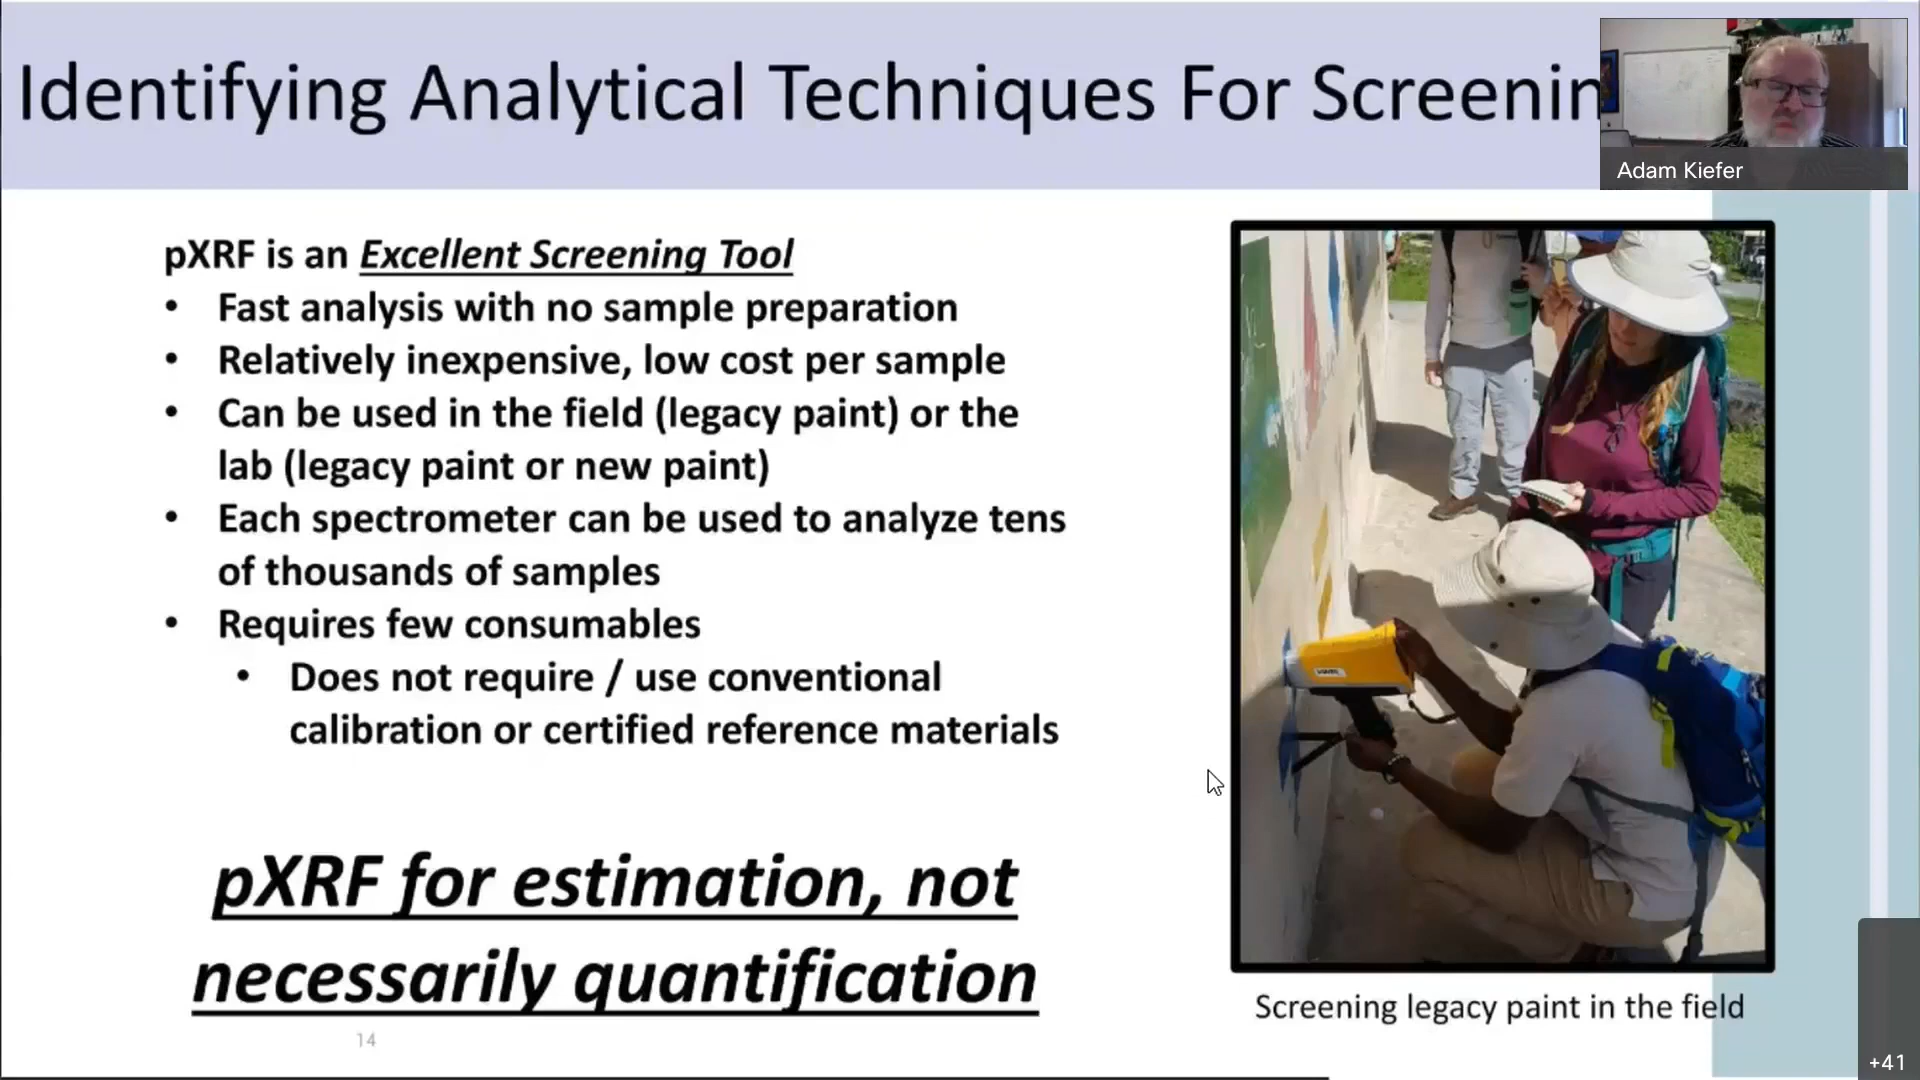 Identifying Analytical Techniques For Screenin
Adam Kiefer
pXRF is an Excellent Screening Tool
• Fast analysis with no sample preparation
• Relatively inexpensive, low cost per sample
• Can be used in the field (legacy paint) or the
lab (legacy paint or new paint)
• Each spectrometer can be used to analyze tens
of thousands of samples
• Requires few consumables
• Does not require / use conventional
calibration or certified reference materials
pXRF for estimation, not
necessarily quantification
14
Screening legacy paint in the field
+41